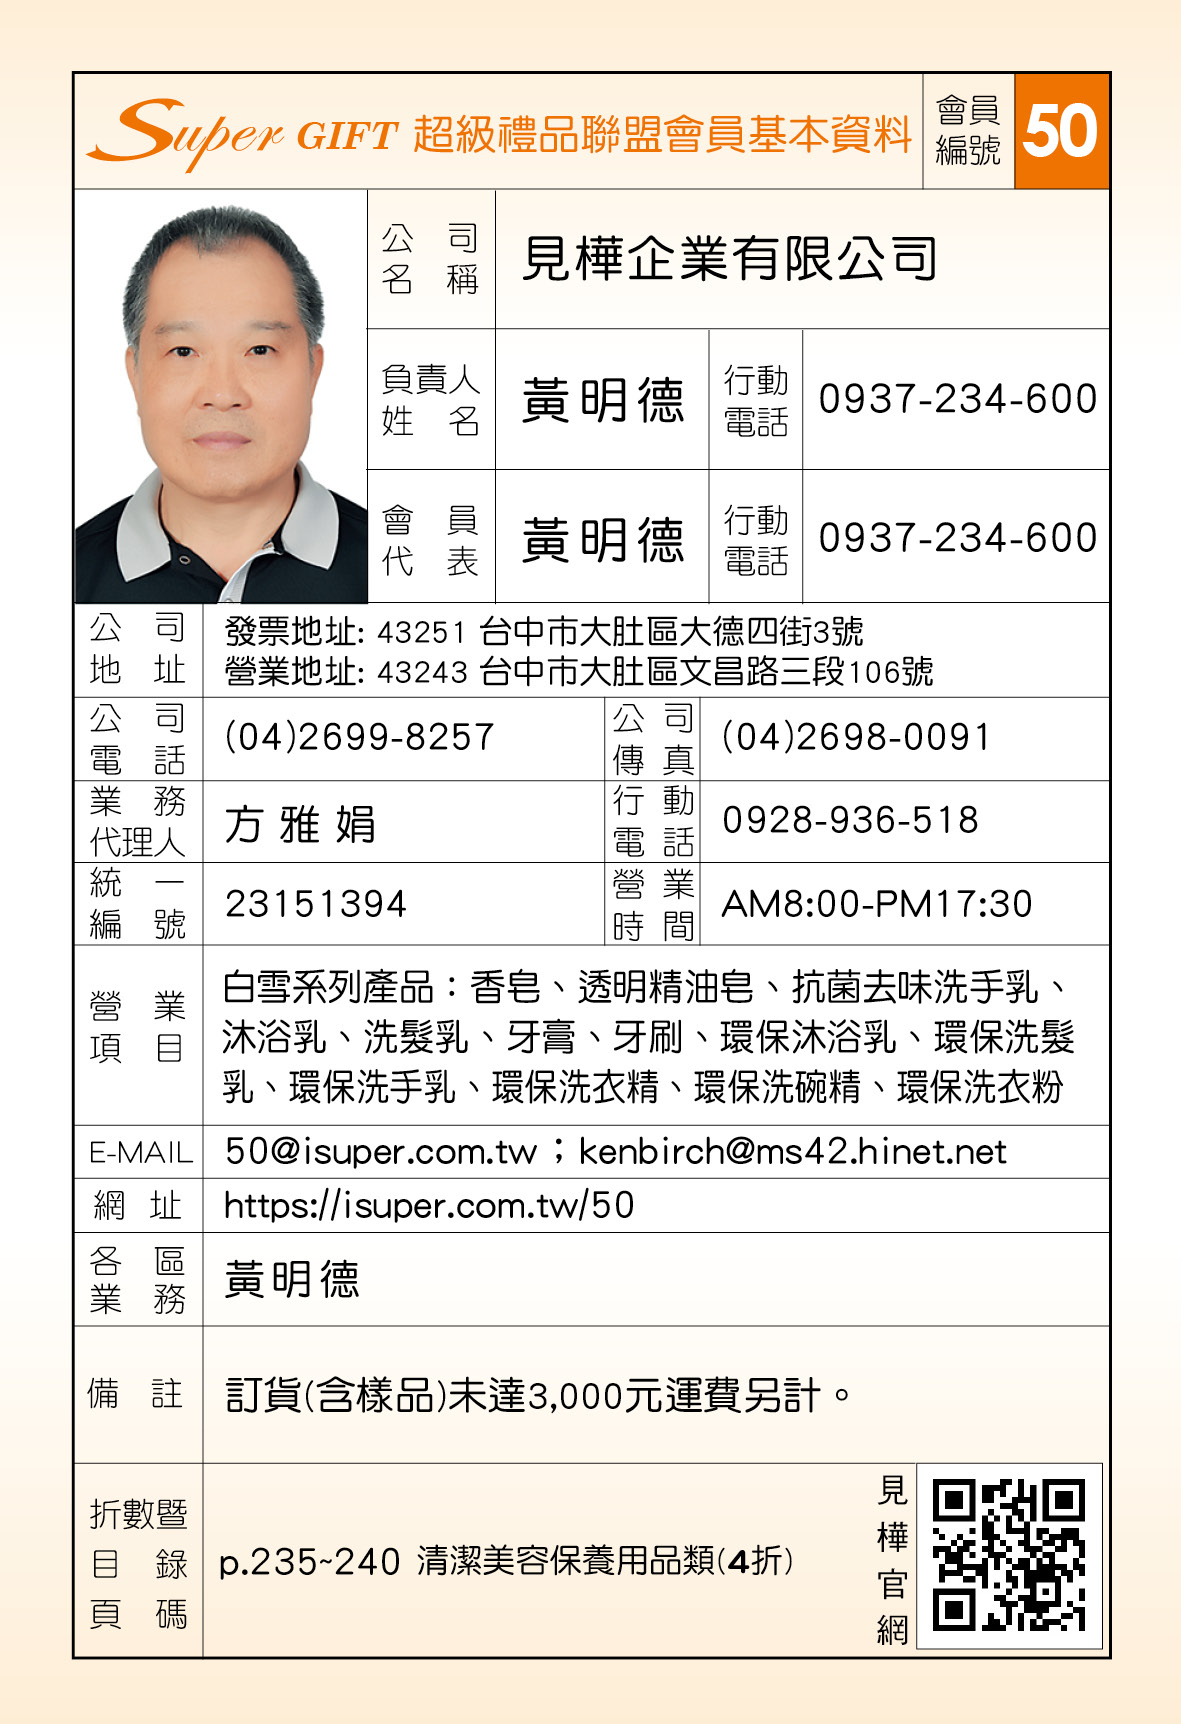 Super GIFT 超級禮品聯盟會員基本資料
會員
編號
50
公司
名稱
見樺企業有限公司
負責人
姓名
黃明德
行動
電話
0937-234-600
會員
代表
黃明德
行動
電話
0937-234-600
公司
地址
發票地址: 43251 台中市大肚區大德四街3號
營業地址: 43243 台中市大肚區文昌路三段106號
公司
電話
(04)2699-8257
公司
傳真
(04)2698-0091
業務
代理人
方雅娟
行動
電話
0928-936-518
統一
編號
23151394
營業
時間
AM8:00-PM17:30
營業
項目
白雪系列產品：香皂、透明精油皂、抗菌去味洗手乳、
沐浴乳、洗髮乳、牙膏、牙刷、環保沐浴乳、環保洗髮
乳、環保洗手乳、環保洗衣精、環保洗碗精、環保洗衣粉
E-MAIL
50@isuper.com.tw；kenbirch@ms42.hinet.net
網址
https://isuper.com.tw/50
各區
業務
黃明德
備註
訂貨(含樣品)未達3,000元運費另計。
折數暨
目錄
頁碼
p.235~240 清潔美容保養用品類(4折)
見
樺
官
網